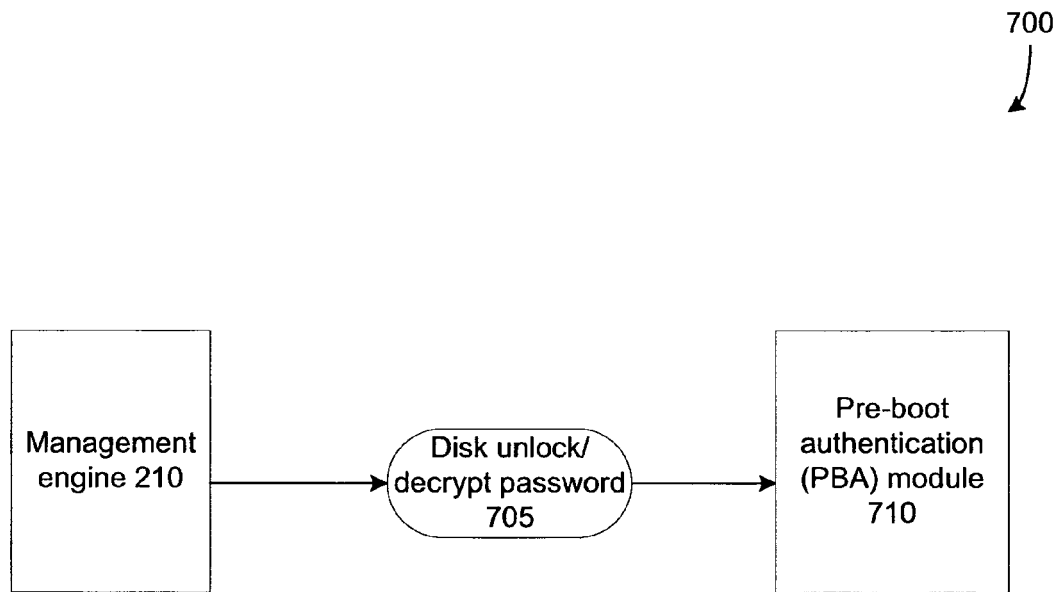 700
Management
engine 210
Disk unlock/
decrypt password
705
Pre-boot
authentication
(PBA) module
710